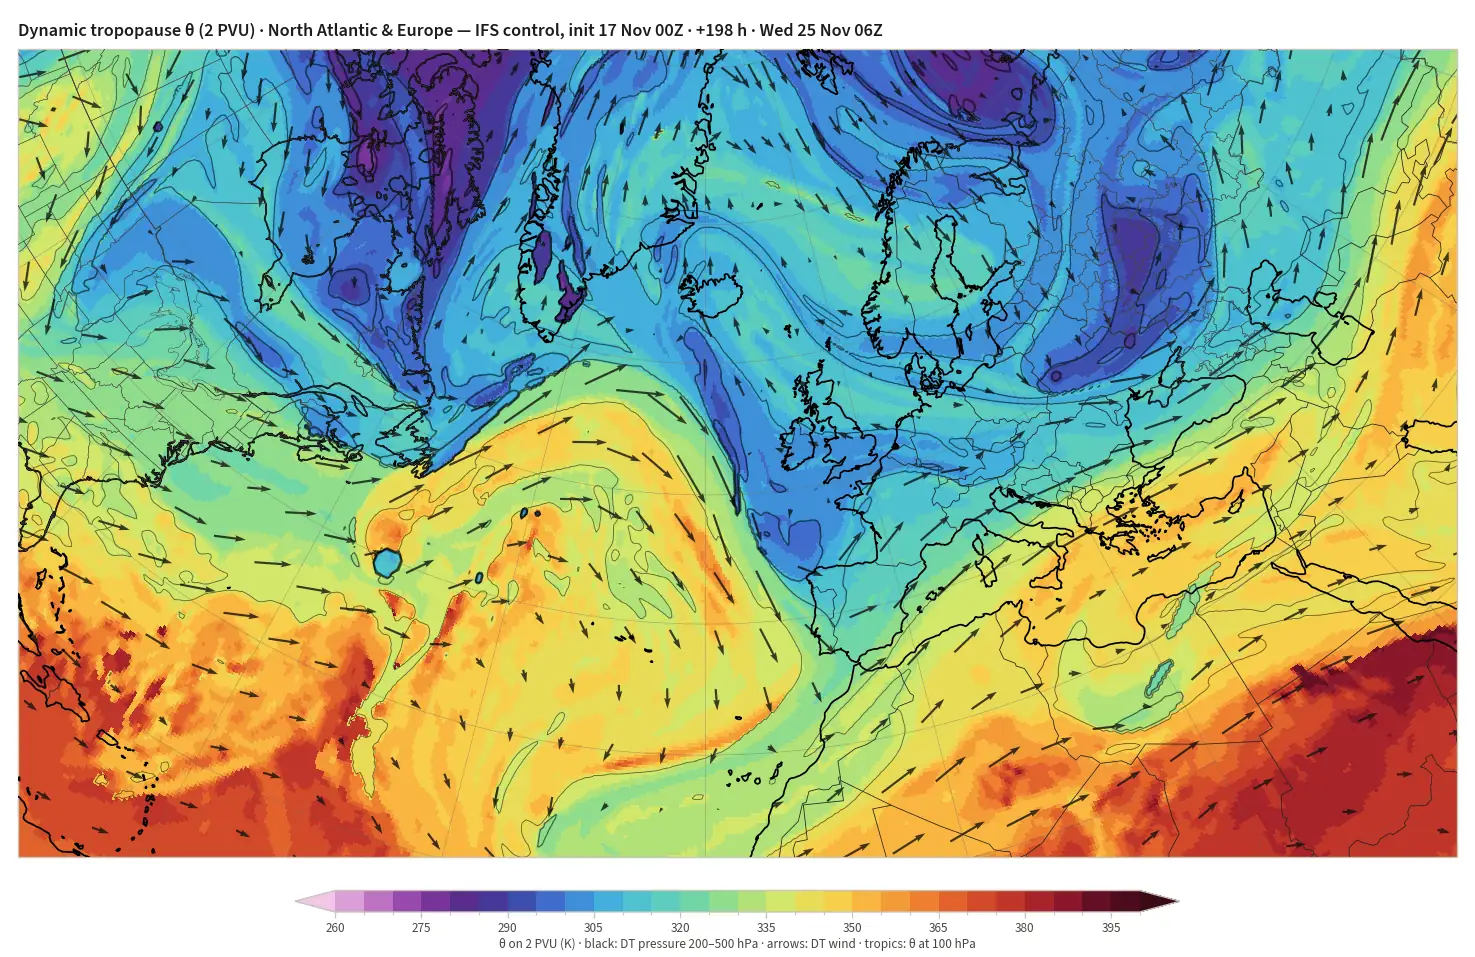 Dynamic tropopause θ (2 PVU) · North Atlantic & Europe — IFS control, init 17 Nov 00Z · +198 h · Wed 25 Nov 06Z
260 275 290 305 320 335 350 365 380 395
θ on 2 PVU (K) · black: DT pressure 200–500 hPa · arrows: DT wind · tropics: θ at 100 hPa